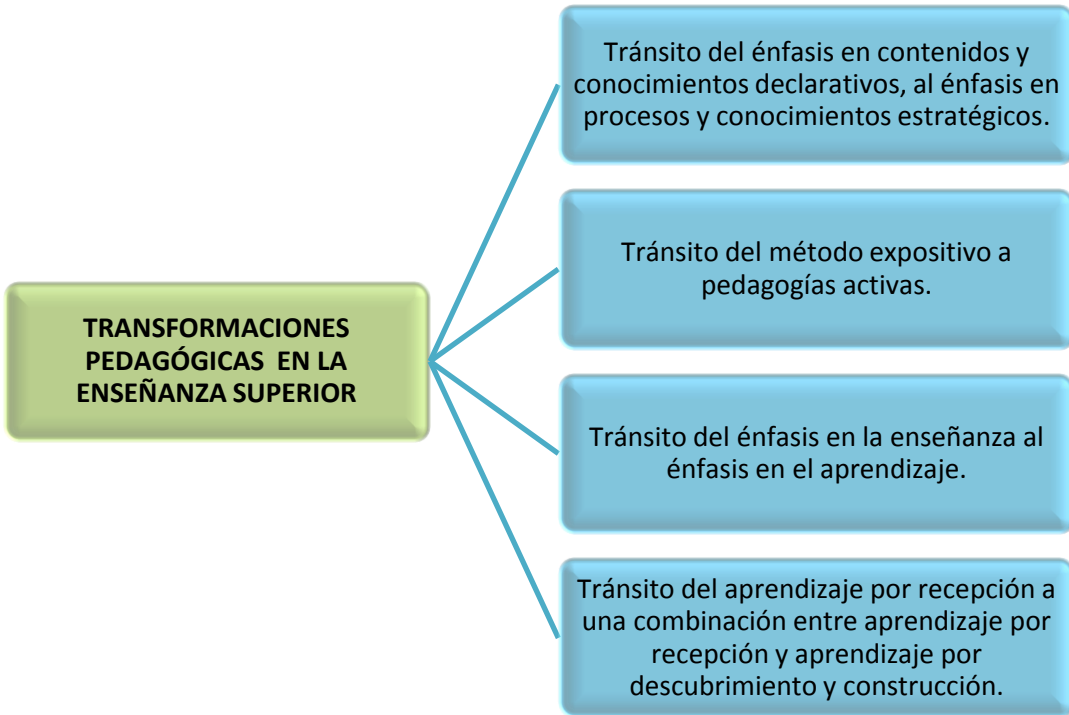 TRANSFORMACIONES
PEDAGÓGICAS EN LA
ENSEÑANZA SUPERIOR
Tránsito del énfasis en contenidos y
conocimientos declarativos, al énfasis en
procesos y conocimientos estratégicos.
Tránsito del método expositivo a
pedagogías activas.
Tránsito del énfasis en la enseñanza al
énfasis en el aprendizaje.
Tránsito del aprendizaje por recepción a
una combinación entre aprendizaje por
recepción y aprendizaje por
descubrimiento y construcción.